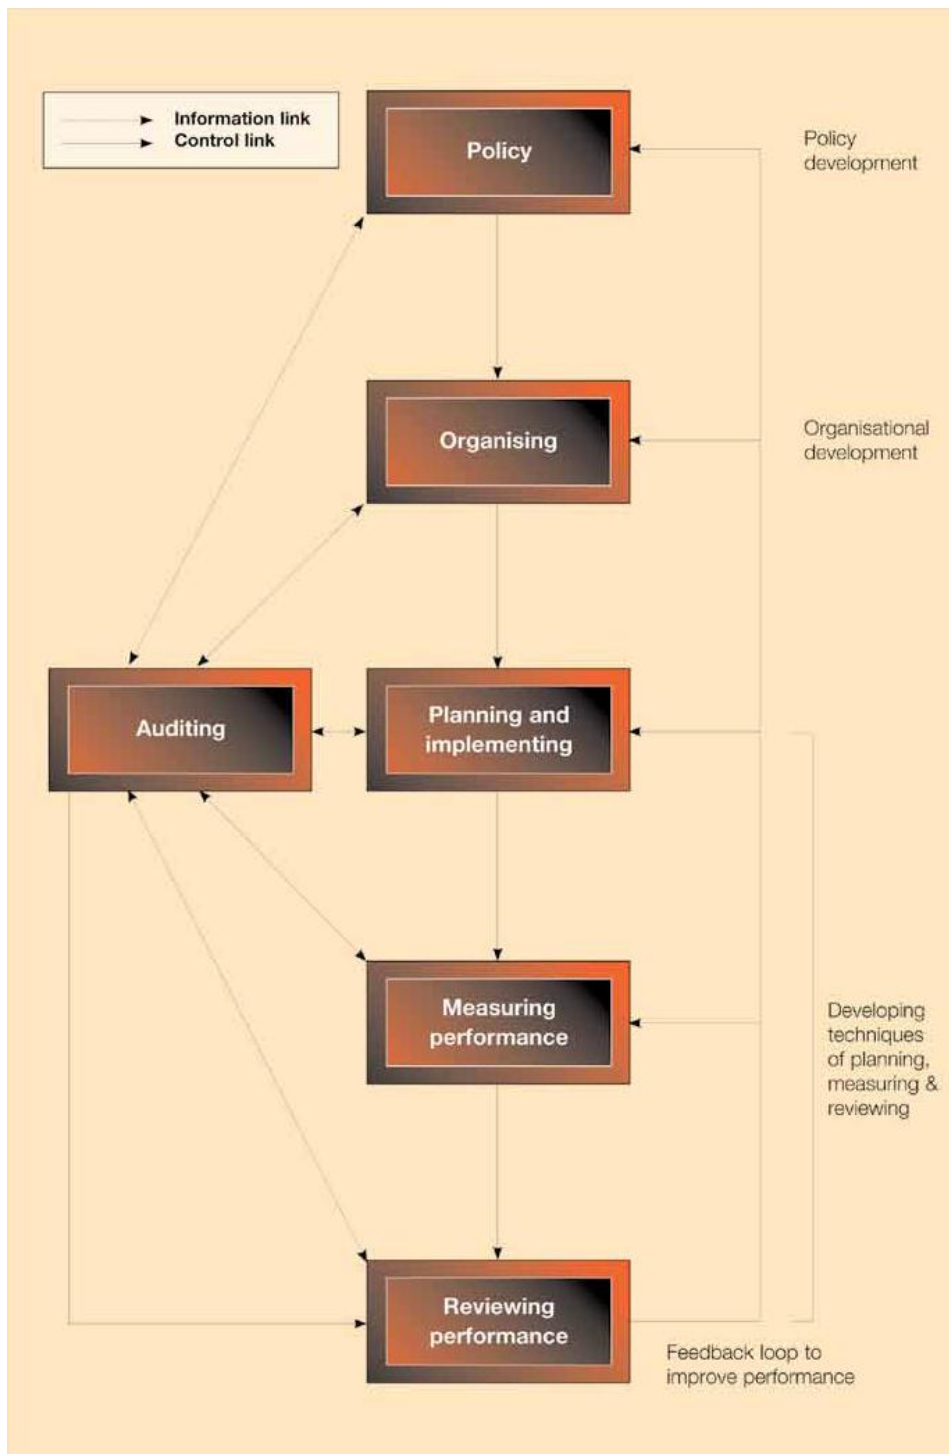 Information link
Control link
Policy
Policy
development
Organising
Organisational
development
Auditing
Planning and
implementing
Measuring
performance
Developing
techniques
of planning,
measuring &
reviewing
Reviewing
performance
Feedback loop to
improve performance